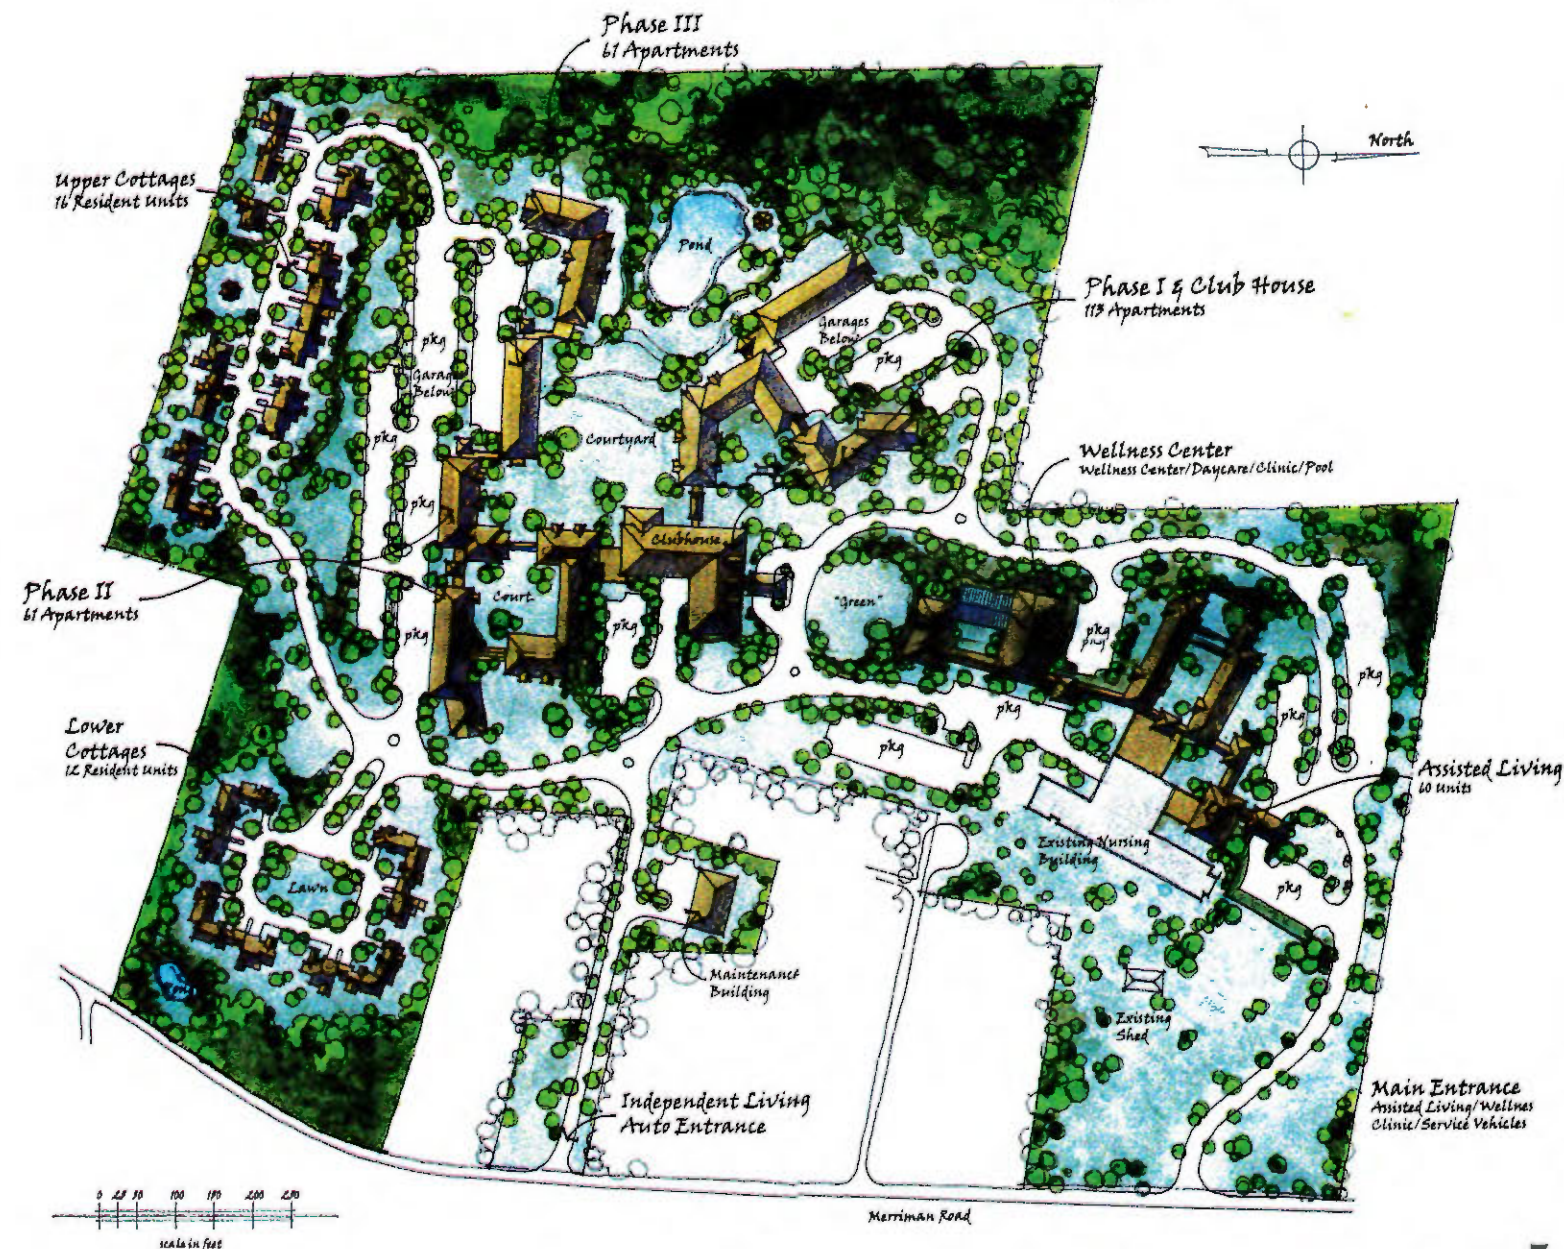 Phase III
61 Apartments
North
Upper Cottages
16 Resident Units
Pond
Phase I & Club House
113 Apartments
Garages
Below
pkg
pkg
Garages
Below
pkg
Courtyard
Wellness Center
Wellness Center/Daycare/Clinic/Pool
pkg
Clubhouse
Phase II
61 Apartments
Court
"Green"
pkg
pkg
pkg
pkg
pkg
pkg
pkg
pkg
Lower
Cottages
12 Resident Units
Assisted Living
60 Units
Existing Nursing
Building
Lawn
pkg
Maintenance
Building
Pond
Existing
Shed
Independent Living
Auto Entrance
Main Entrance
Assisted Living/Wellnes
Clinic/Service Vehicles
0 25 50 100 150 200 250
scale in feet
Merriman Road